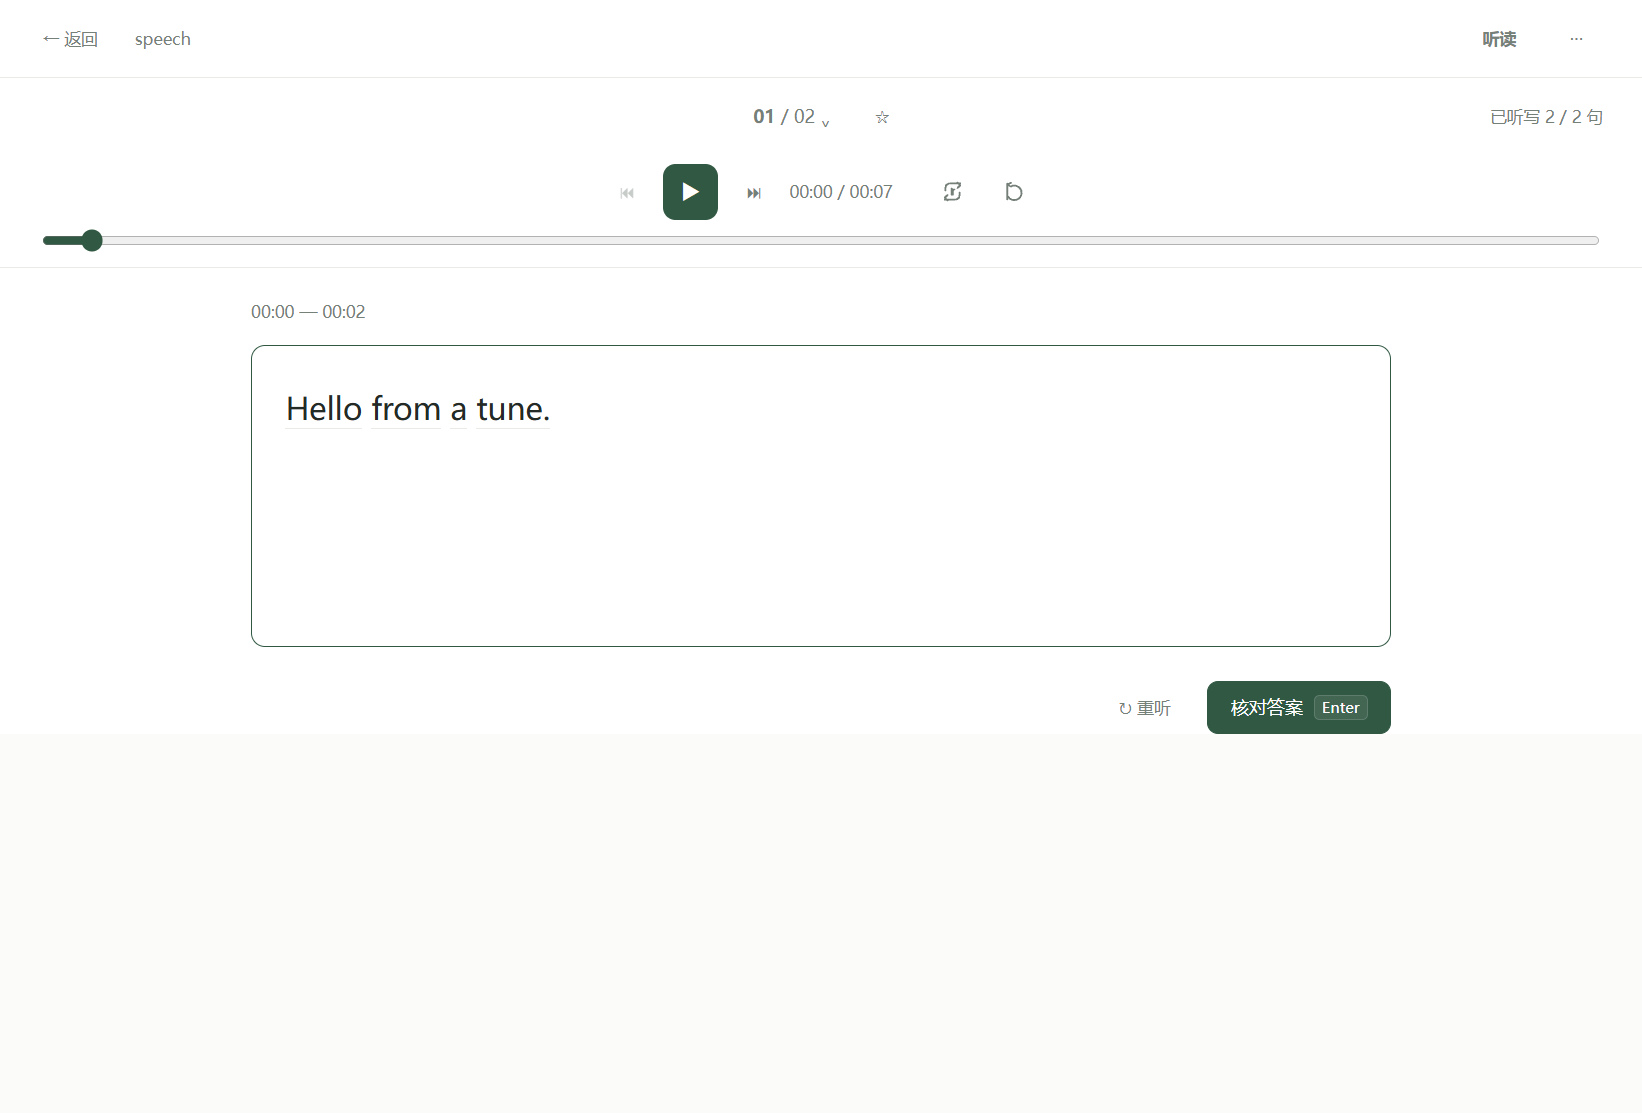 ← 返回 speech 听读 ···
01 / 02 ˅ ☆ 已听写 2 / 2 句
00:00 / 00:07
00:00 — 00:02
Hello from a tune.
↻ 重听 核对答案 Enter